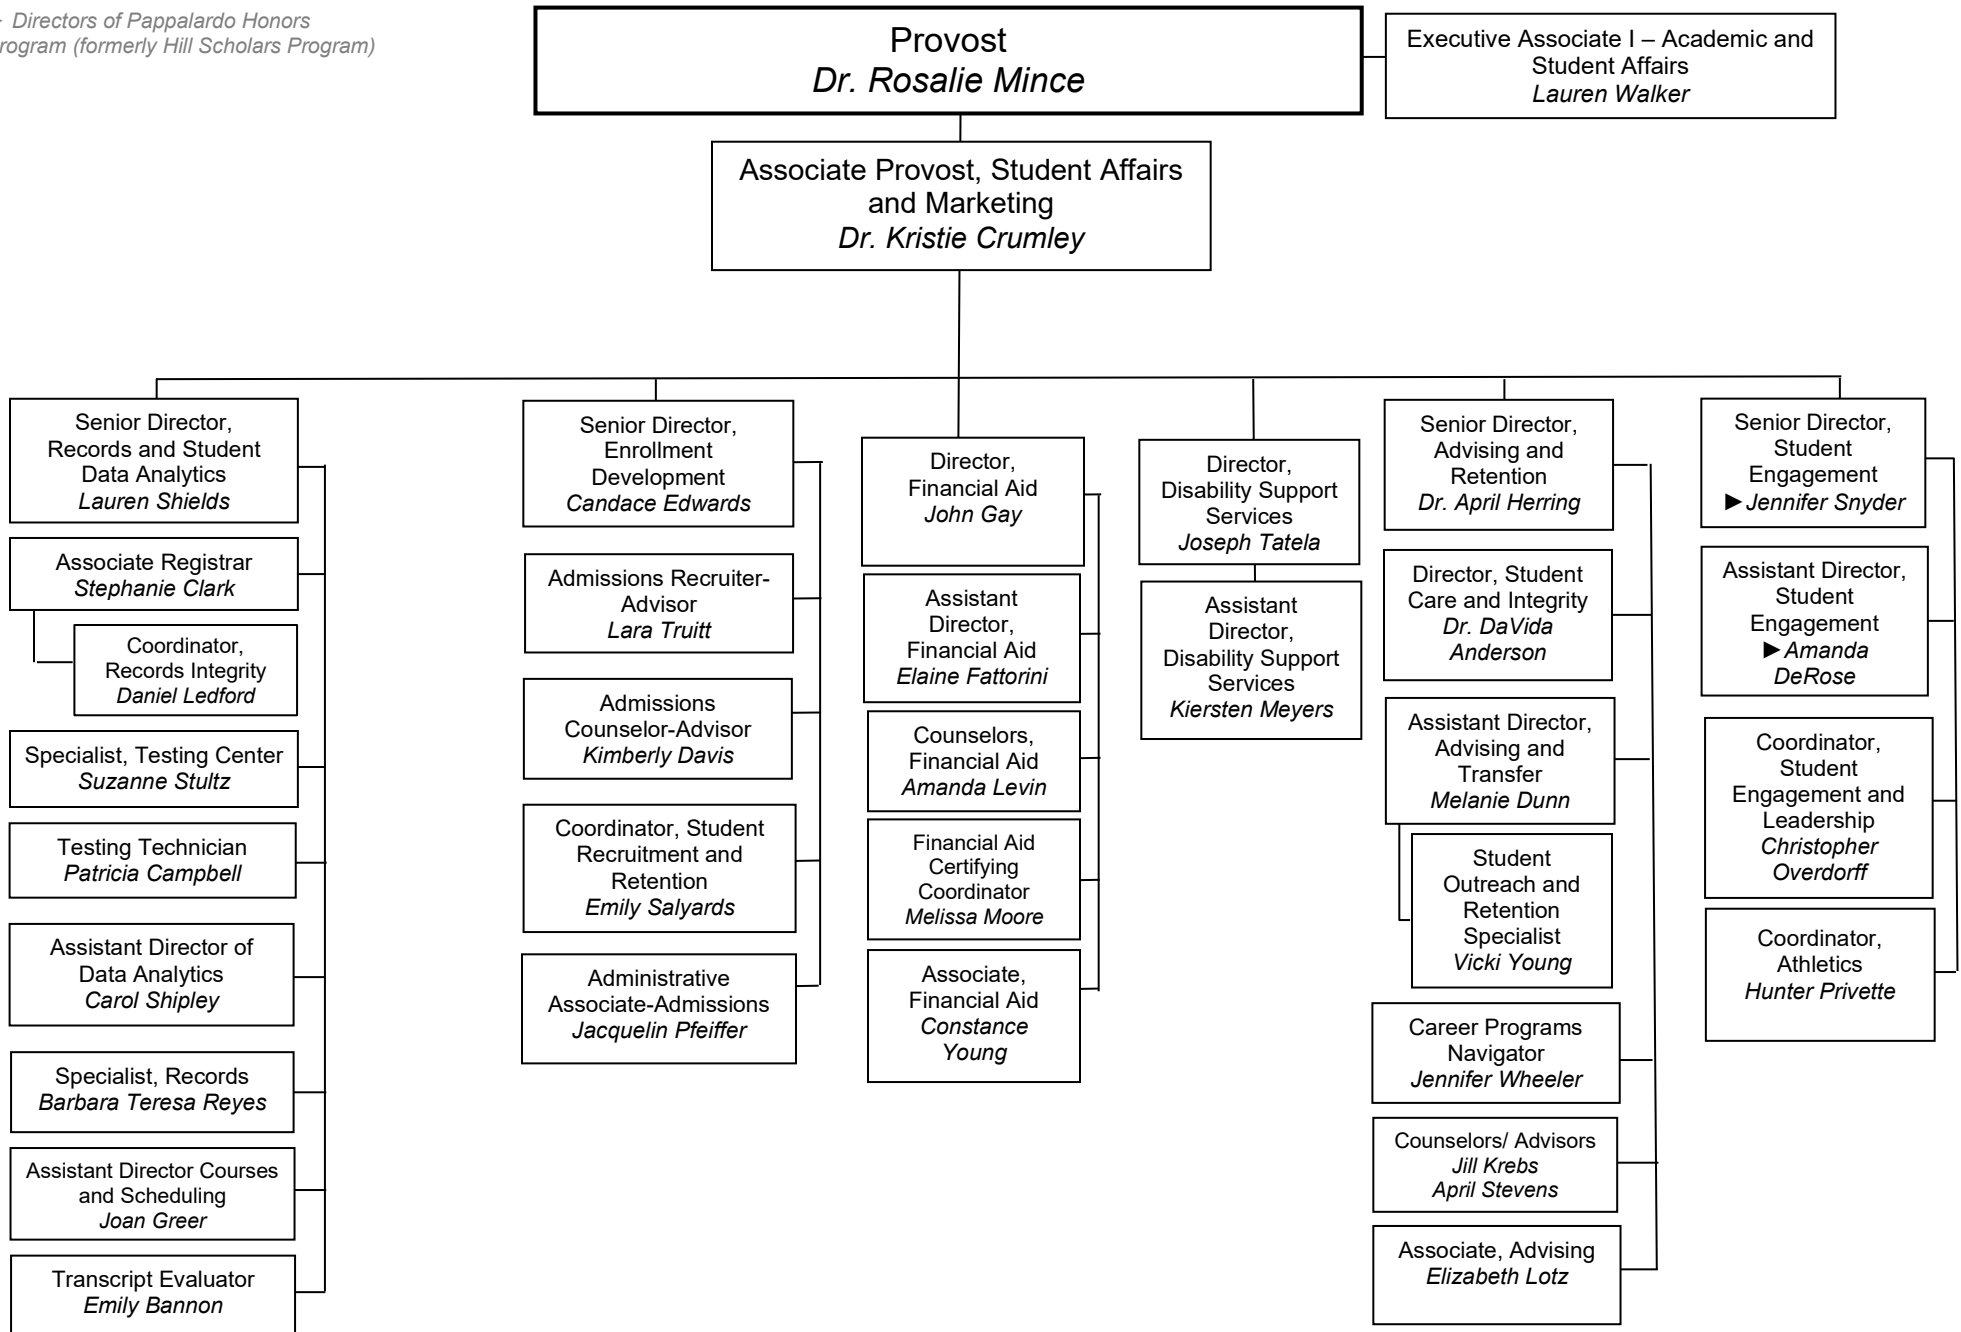 Directors of Pappalardo Honors
rogram (formerly Hill Scholars Program)
Provost
Dr. Rosalie Mince
Executive Associate I – Academic and
Student Affairs
Lauren Walker
Associate Provost, Student Affairs
and Marketing
Dr. Kristie Crumley
Senior Director,
Records and Student
Data Analytics
Lauren Shields
Associate Registrar
Stephanie Clark
Coordinator,
Records Integrity
Daniel Ledford
Specialist, Testing Center
Suzanne Stultz
Testing Technician
Patricia Campbell
Assistant Director of
Data Analytics
Carol Shipley
Specialist, Records
Barbara Teresa Reyes
Assistant Director Courses
and Scheduling
Joan Greer
Transcript Evaluator
Emily Bannon
Senior Director,
Enrollment
Development
Candace Edwards
Admissions Recruiter-
Advisor
Lara Truitt
Admissions
Counselor-Advisor
Kimberly Davis
Coordinator, Student
Recruitment and
Retention
Emily Salyards
Administrative
Associate-Admissions
Jacquelin Pfeiffer
Director,
Financial Aid
John Gay
Assistant
Director,
Financial Aid
Elaine Fattorini
Counselors,
Financial Aid
Amanda Levin
Financial Aid
Certifying
Coordinator
Melissa Moore
Associate,
Financial Aid
Constance
Young
Director,
Disability Support
Services
Joseph Tatela
Assistant
Director,
Disability Support
Services
Kiersten Meyers
Senior Director,
Advising and
Retention
Dr. April Herring
Director, Student
Care and Integrity
Dr. DaVida
Anderson
Assistant Director,
Advising and
Transfer
Melanie Dunn
Student
Outreach and
Retention
Specialist
Vicki Young
Career Programs
Navigator
Jennifer Wheeler
Counselors/ Advisors
Jill Krebs
April Stevens
Associate, Advising
Elizabeth Lotz
Senior Director,
Student
Engagement
►Jennifer Snyder
Assistant Director,
Student
Engagement
►Amanda
DeRose
Coordinator,
Student
Engagement and
Leadership
Christopher
Overdorff
Coordinator,
Athletics
Hunter Privette